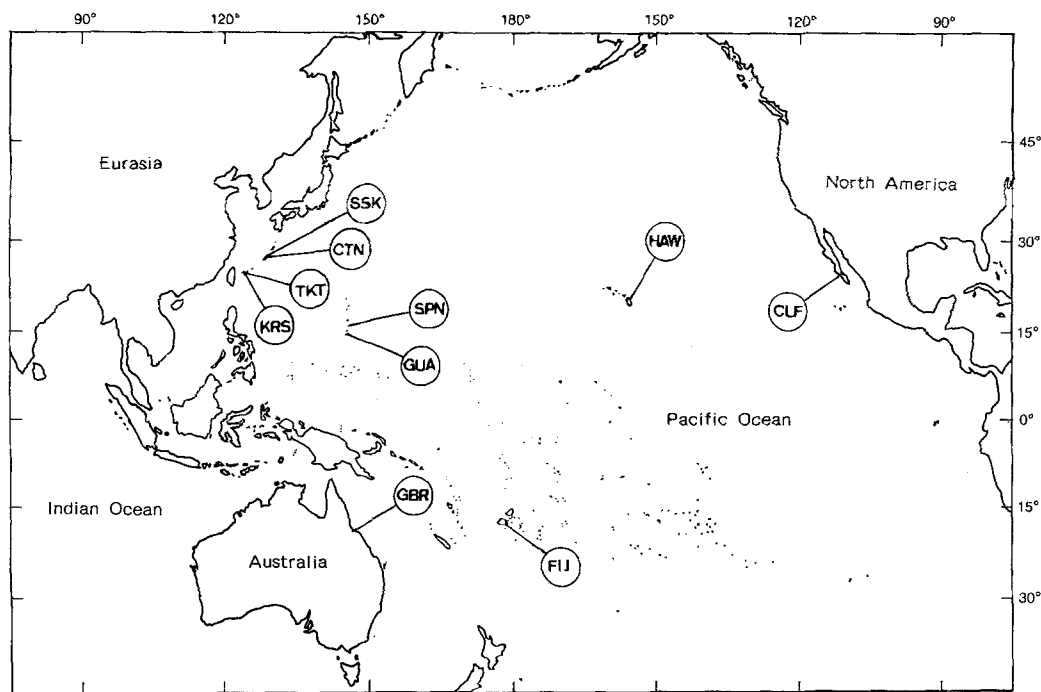 90° 120° 150° 180° 150° 120° 90°
45°
Eurasia
North America
SSK
HAW
CTN
30°
TKT
SPN
CLF
KRS
15°
GUA
Pacific Ocean
0°
GBR
Indian Ocean
15°
Australia
FIJ
30°